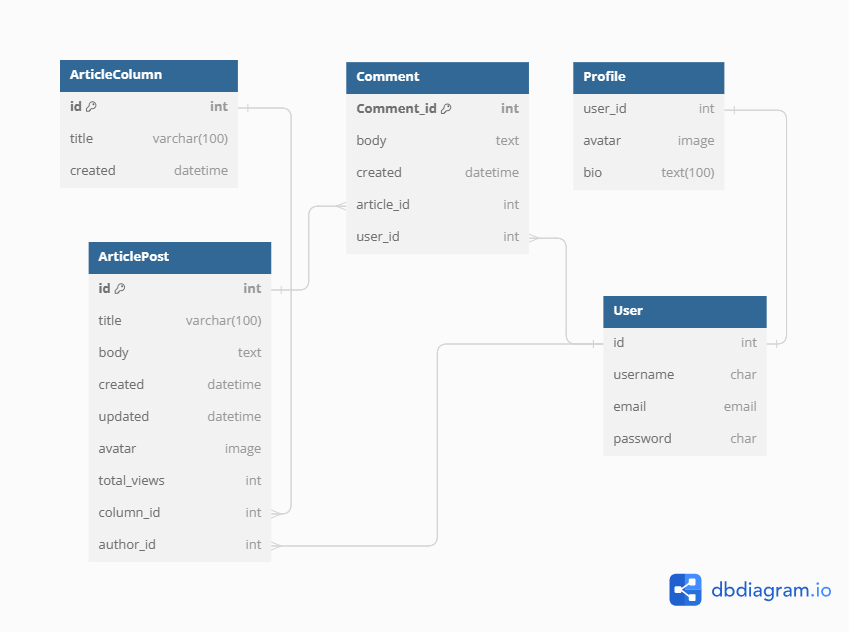 ArticleColumn
id int
title varchar(100)
created datetime
Comment
Comment_id int
body text
created datetime
article_id int
user_id int
Profile
user_id int
avatar image
bio text(100)
ArticlePost
id int
title varchar(100)
body text
created datetime
updated datetime
avatar image
total_views int
column_id int
author_id int
User
id int
username char
email email
password char
dbdiagram.io